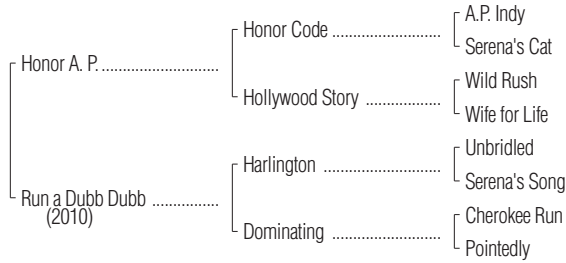 A.P. Indy
Honor Code ....................
Serena's Cat
Honor A. P. ........................
Wild Rush
Hollywood Story .................
Wife for Life
Unbridled
Harlington .......................
Serena's Song
Run a Dubb Dubb ................
(2010)
Cherokee Run
Dominating ......................
Pointedly